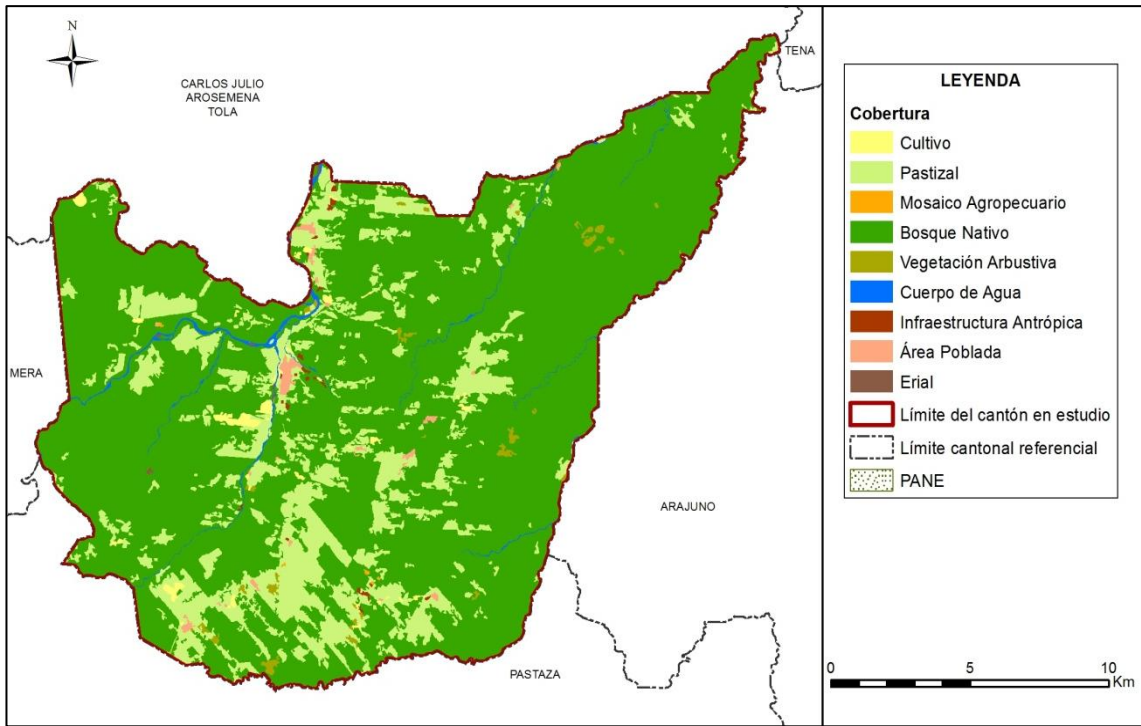 N
TENA
CARLOS JULIO
AROSEMENA
TOLA
MERA
ARAJUNO
PASTAZA
LEYENDA
Cobertura
Cultivo
Pastizal
Mosaico Agropecuario
Bosque Nativo
Vegetación Arbustiva
Cuerpo de Agua
Infraestructura Antrópica
Área Poblada
Erial
Límite del cantón en estudio
Límite cantonal referencial
PANE
0 5 10
Km